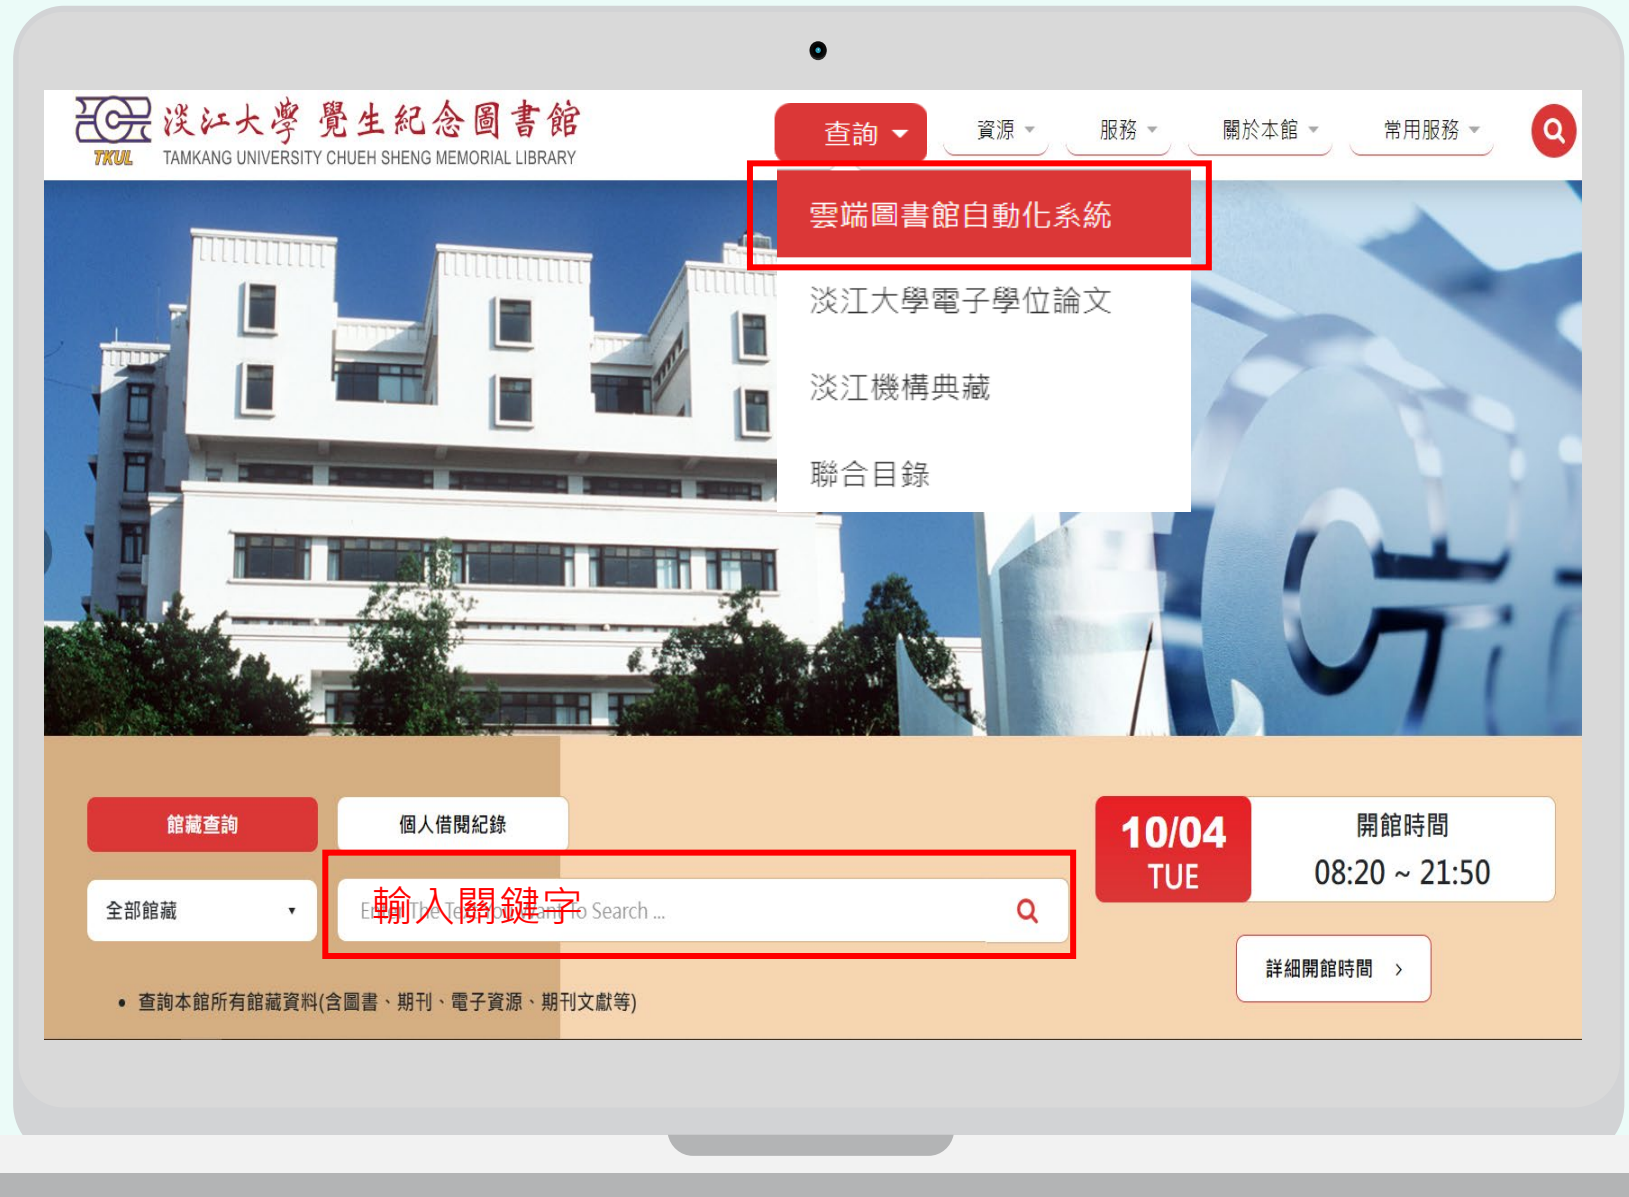 淡江大學 覺生紀念圖書館
TKUL TAMKANG UNIVERSITY CHUEH SHENG MEMORIAL LIBRARY
查詢 資源 服務 關於本館 常用服務
雲端圖書館自動化系統
淡江大學電子學位論文
淡江機構典藏
聯合目錄
館藏查詢 個人借閱紀錄
全部館藏
Enter The Text You Want To Search ...
輸入關鍵字
• 查詢本館所有館藏資料(含圖書、期刊、電子資源、期刊文獻等)
10/04
TUE
開館時間
08:20 ~ 21:50
詳細開館時間 >